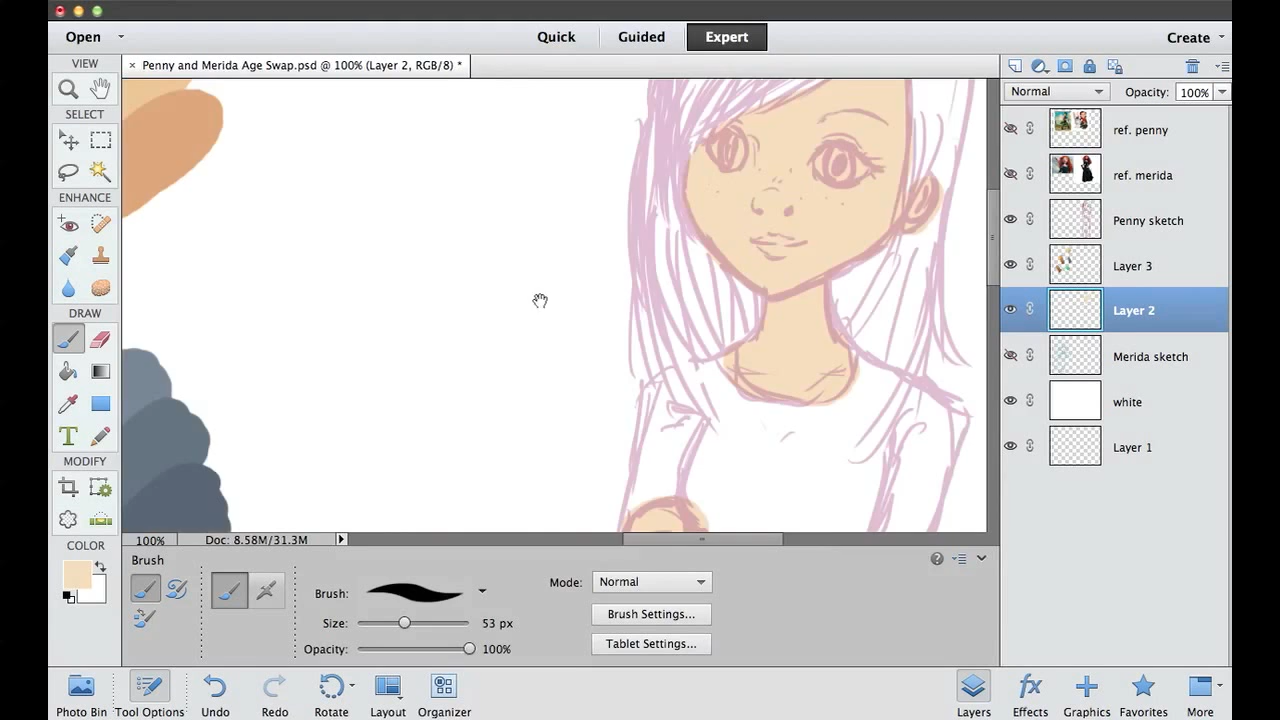 Open
Quick
Guided
Expert
Create
VIEW
× Penny and Merida Age Swap.psd @ 100% (Layer 2, RGB/8) *
Normal
Opacity: 100%
SELECT
ref. penny
ref. merida
ENHANCE
Penny sketch
Layer 3
DRAW
Layer 2
Merida sketch
white
T
Layer 1
MODIFY
100%
Doc: 8.58M/31.3M
COLOR
Brush
Mode: Normal
Brush:
Brush Settings...
Size: 53 px
Tablet Settings...
Opacity: 100%
fx
Photo Bin
Tool Options
Undo
Redo
Rotate
Layout
Organizer
Layers
Effects
Graphics
Favorites
More